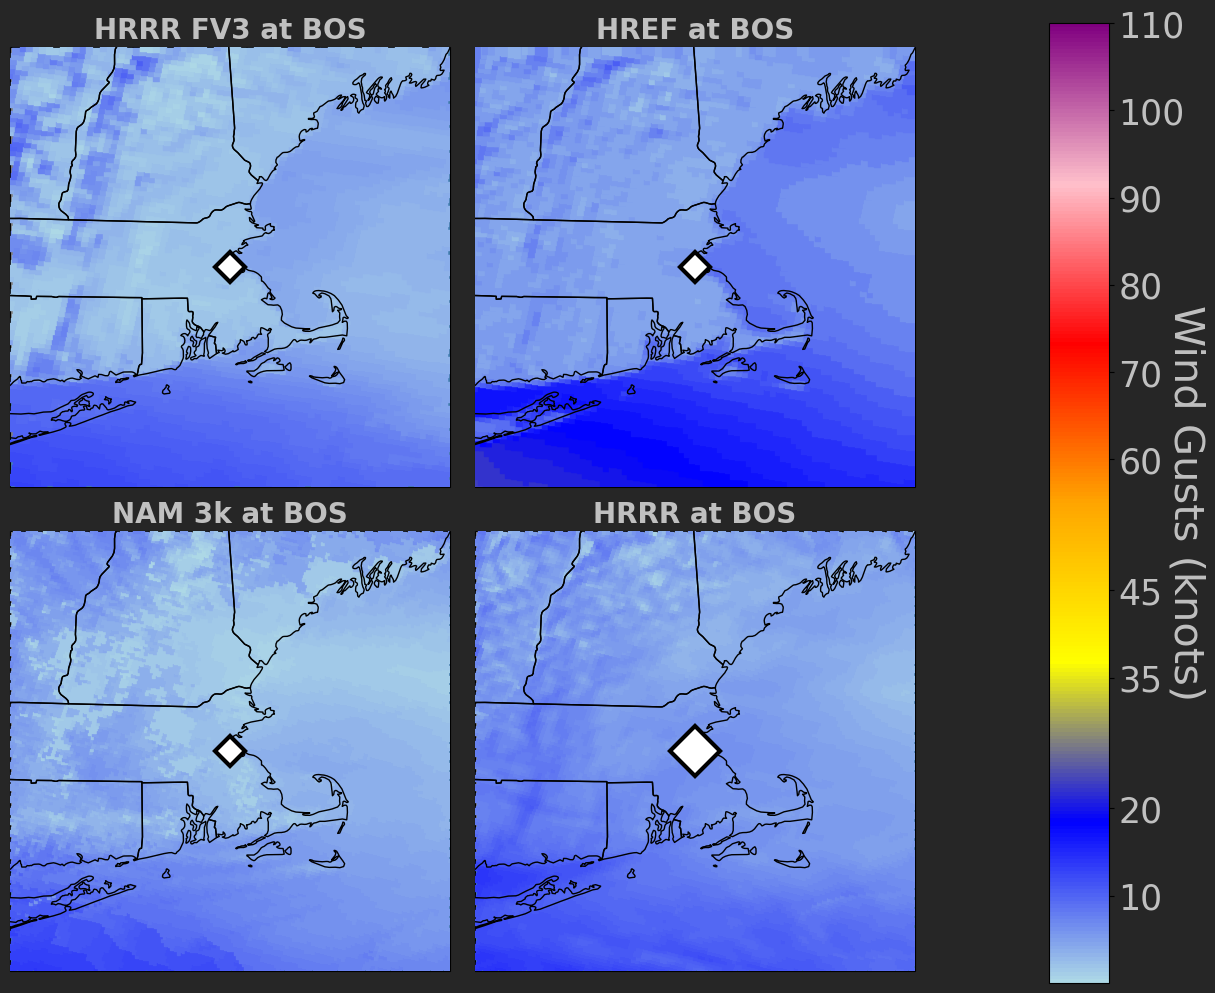 HRRR FV3 at BOS
HREF at BOS
NAM 3k at BOS
HRRR at BOS
110
100
90
80
70
60
45
35
20
10
Wind Gusts (knots)